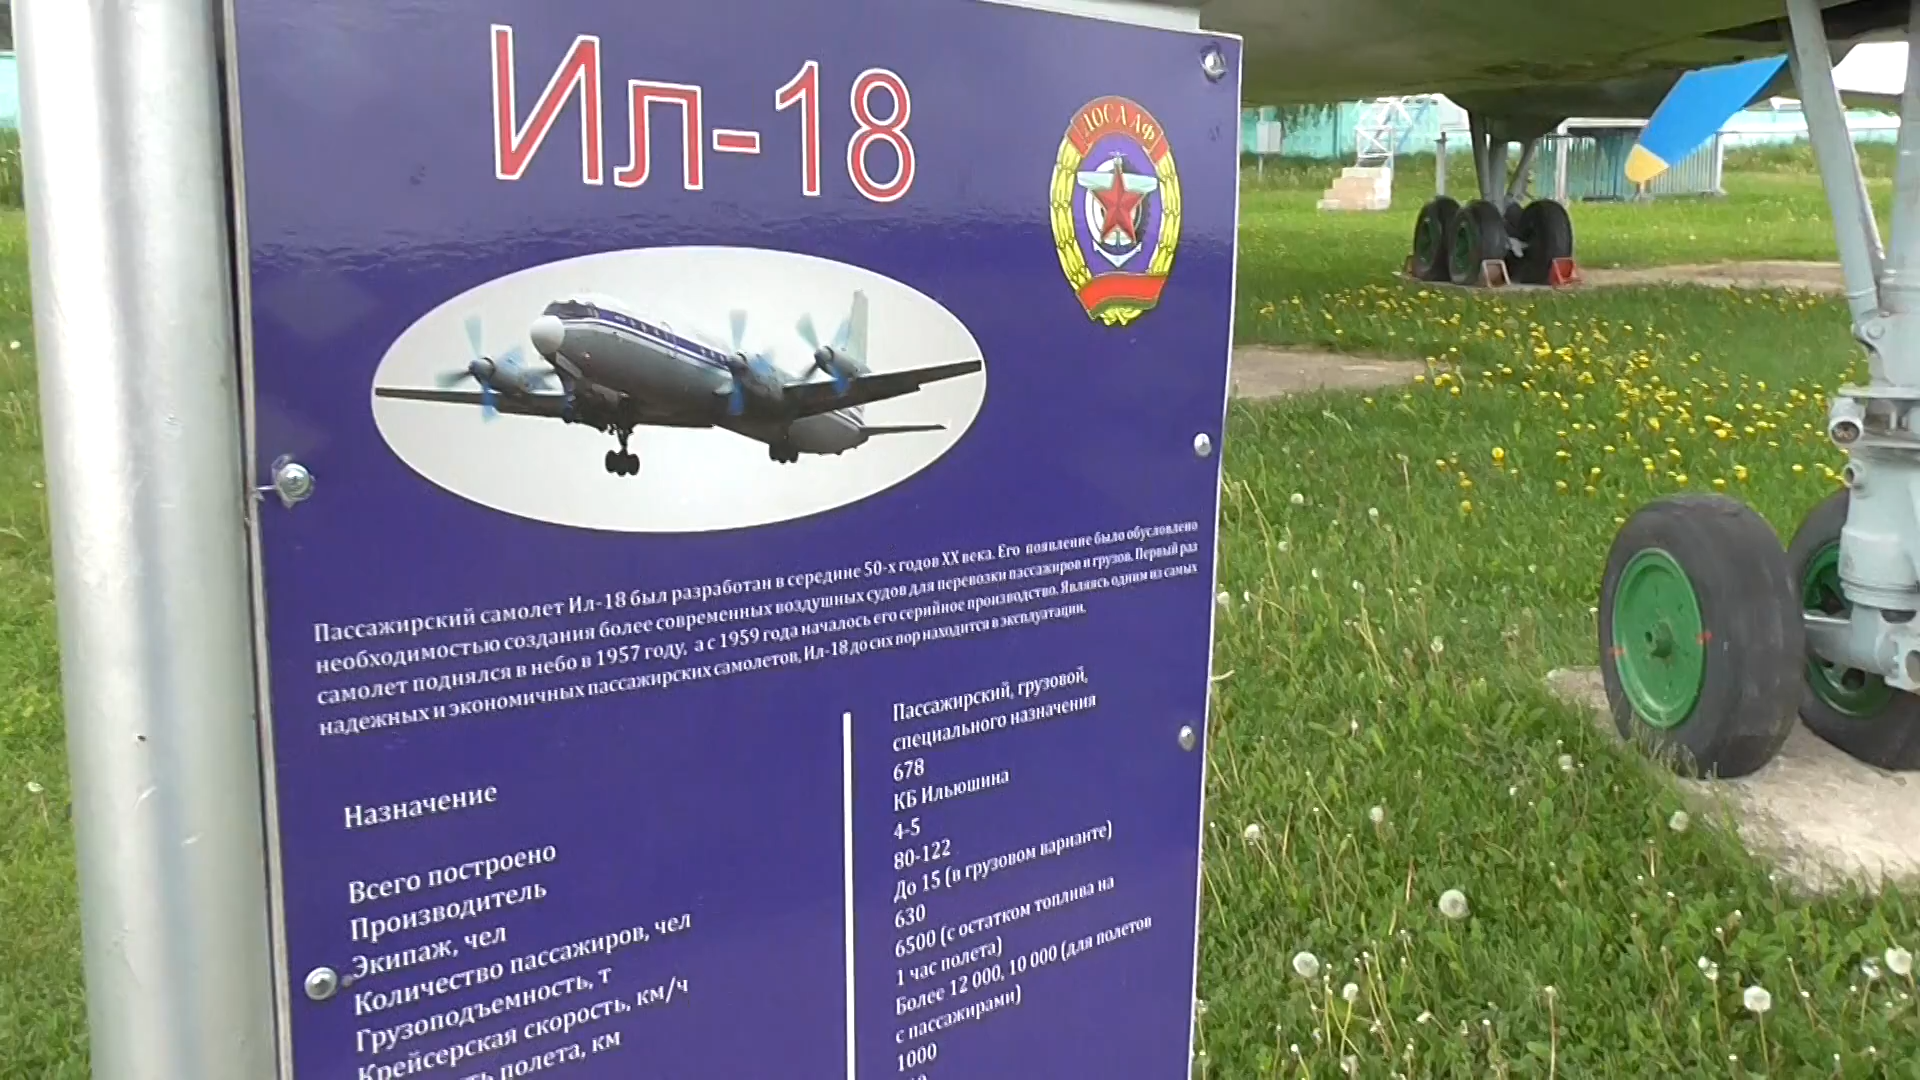 Ил-18
ДОСААФ
Пассажирский самолет Ил-18 был разработан в середине 50-х годов XX века. Его появление было обусловлено
необходимостью создания более современных воздушных судов для перевозки пассажиров и грузов. Первый раз
самолет поднялся в небо в 1957 году, а с 1959 года началось его серийное производство. Являясь одним из самых
надежных и экономичных пассажирских самолетов, Ил-18 до сих пор находится в эксплуатации.
Назначение
Всего построено
Производитель
Экипаж, чел
Количество пассажиров, чел
Грузоподъемность, т
Крейсерская скорость, км/ч
полета, км
Пассажирский, грузовой,
специального назначения
678
КБ Ильюшина
4-5
80-122
До 15 (в грузовом варианте)
630
6500 (с остатком топлива на
1 час полета)
Более 12 000, 10 000 (для полетов
с пассажирами)
1000